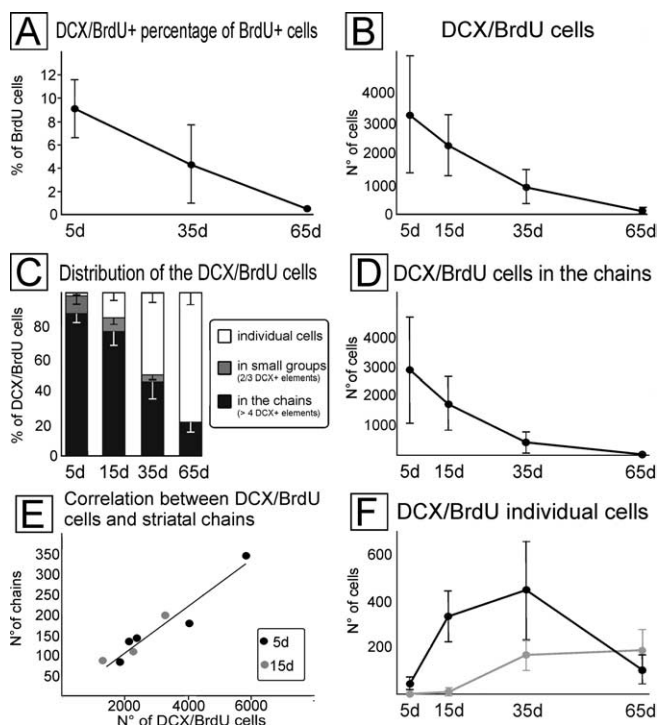 A
DCX/BrdU+ percentage of BrdU+ cells
% of BrdU cells
12
10
8
6
4
2
0
5d 35d 65d
B
DCX/BrdU cells
N° of cells
4000
3000
2000
1000
0
5d 15d 35d 65d
C
Distribution of the DCX/BrdU cells
% of DCX/BrdU cells
80
60
40
20
0
5d 15d 35d 65d
individual cells
in small groups
(2/3 DCX+ elements)
in the chains
(> 4 DCX+ elements)
D
DCX/BrdU cells in the chains
N°of cells
4000
3000
2000
1000
5d 15d 35d 65d
E
Correlation between DCX/BrdU
cells and striatal chains
N°of chains
350
300
250
200
150
100
50
2000 4000 6000
N° of DCX/BrdU cells
5d
15d
F
DCX/BrdU individual cells
N° of cells
600
400
200
5d 15d 35d 65d